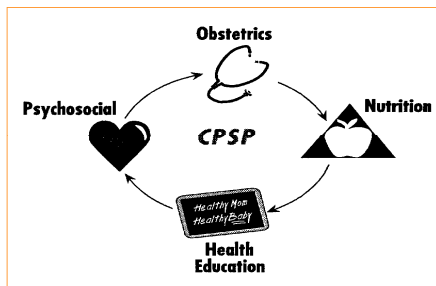 Obstetrics
Psychosocial
Nutrition
CPSP
Healthy Mom
Healthy Baby
Health
Education